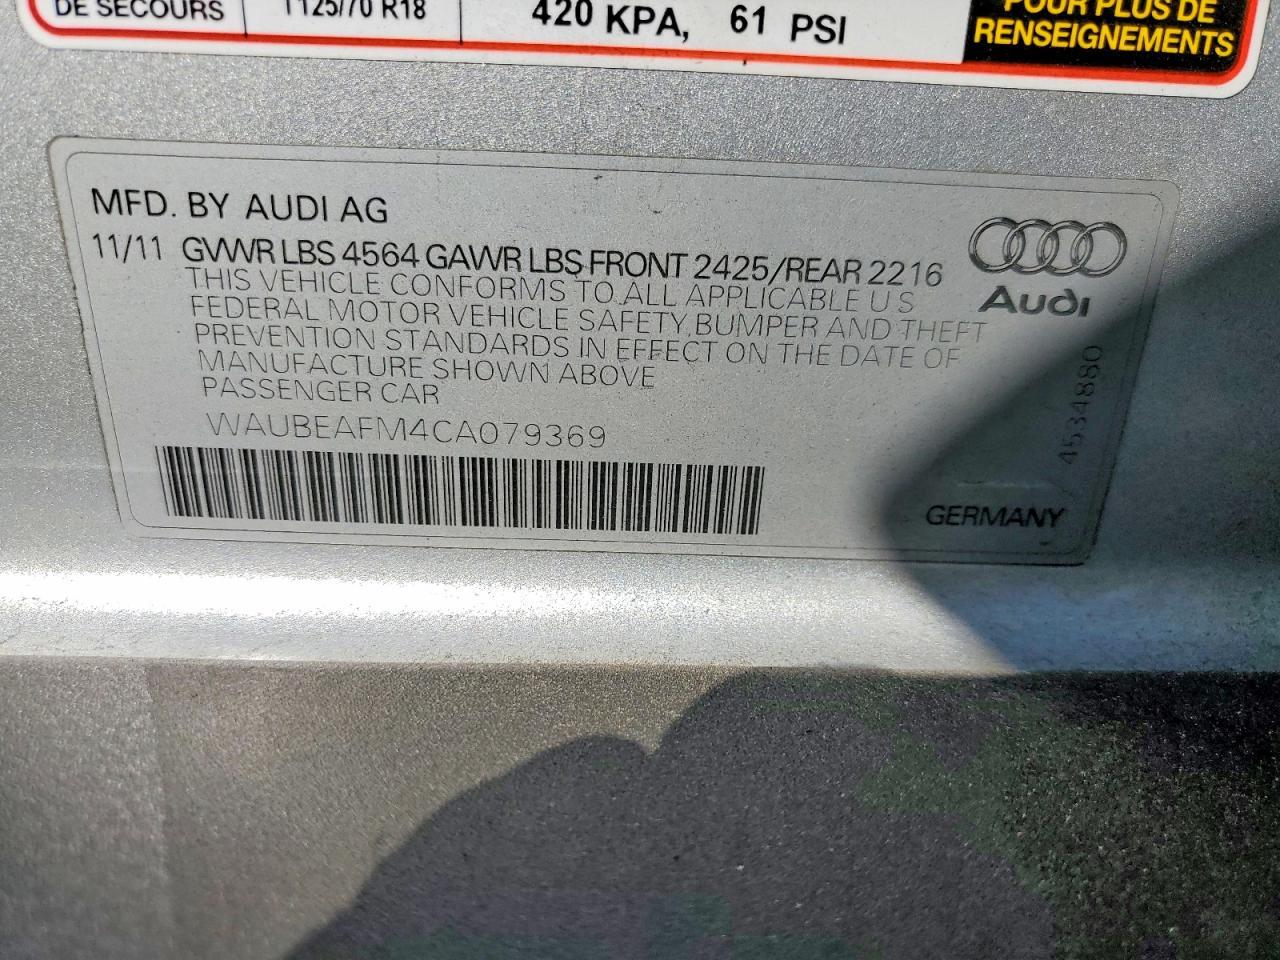 DE SECOURS T125/70 R18 420 KPA, 61 PSI POUR PLUS DE
RENSEIGNEMENTS
MFD. BY AUDI AG
11/11 GVWR LBS 4564 GAWR LBS FRONT 2425/REAR 2216
THIS VEHICLE CONFORMS TO ALL APPLICABLE U S
FEDERAL MOTOR VEHICLE SAFETY, BUMPER AND THEFT
PREVENTION STANDARDS IN EFFECT ON THE DATE OF
MANUFACTURE SHOWN ABOVE
PASSENGER CAR
WAUBEAFM4CA079369
Audi
4534880
GERMANY